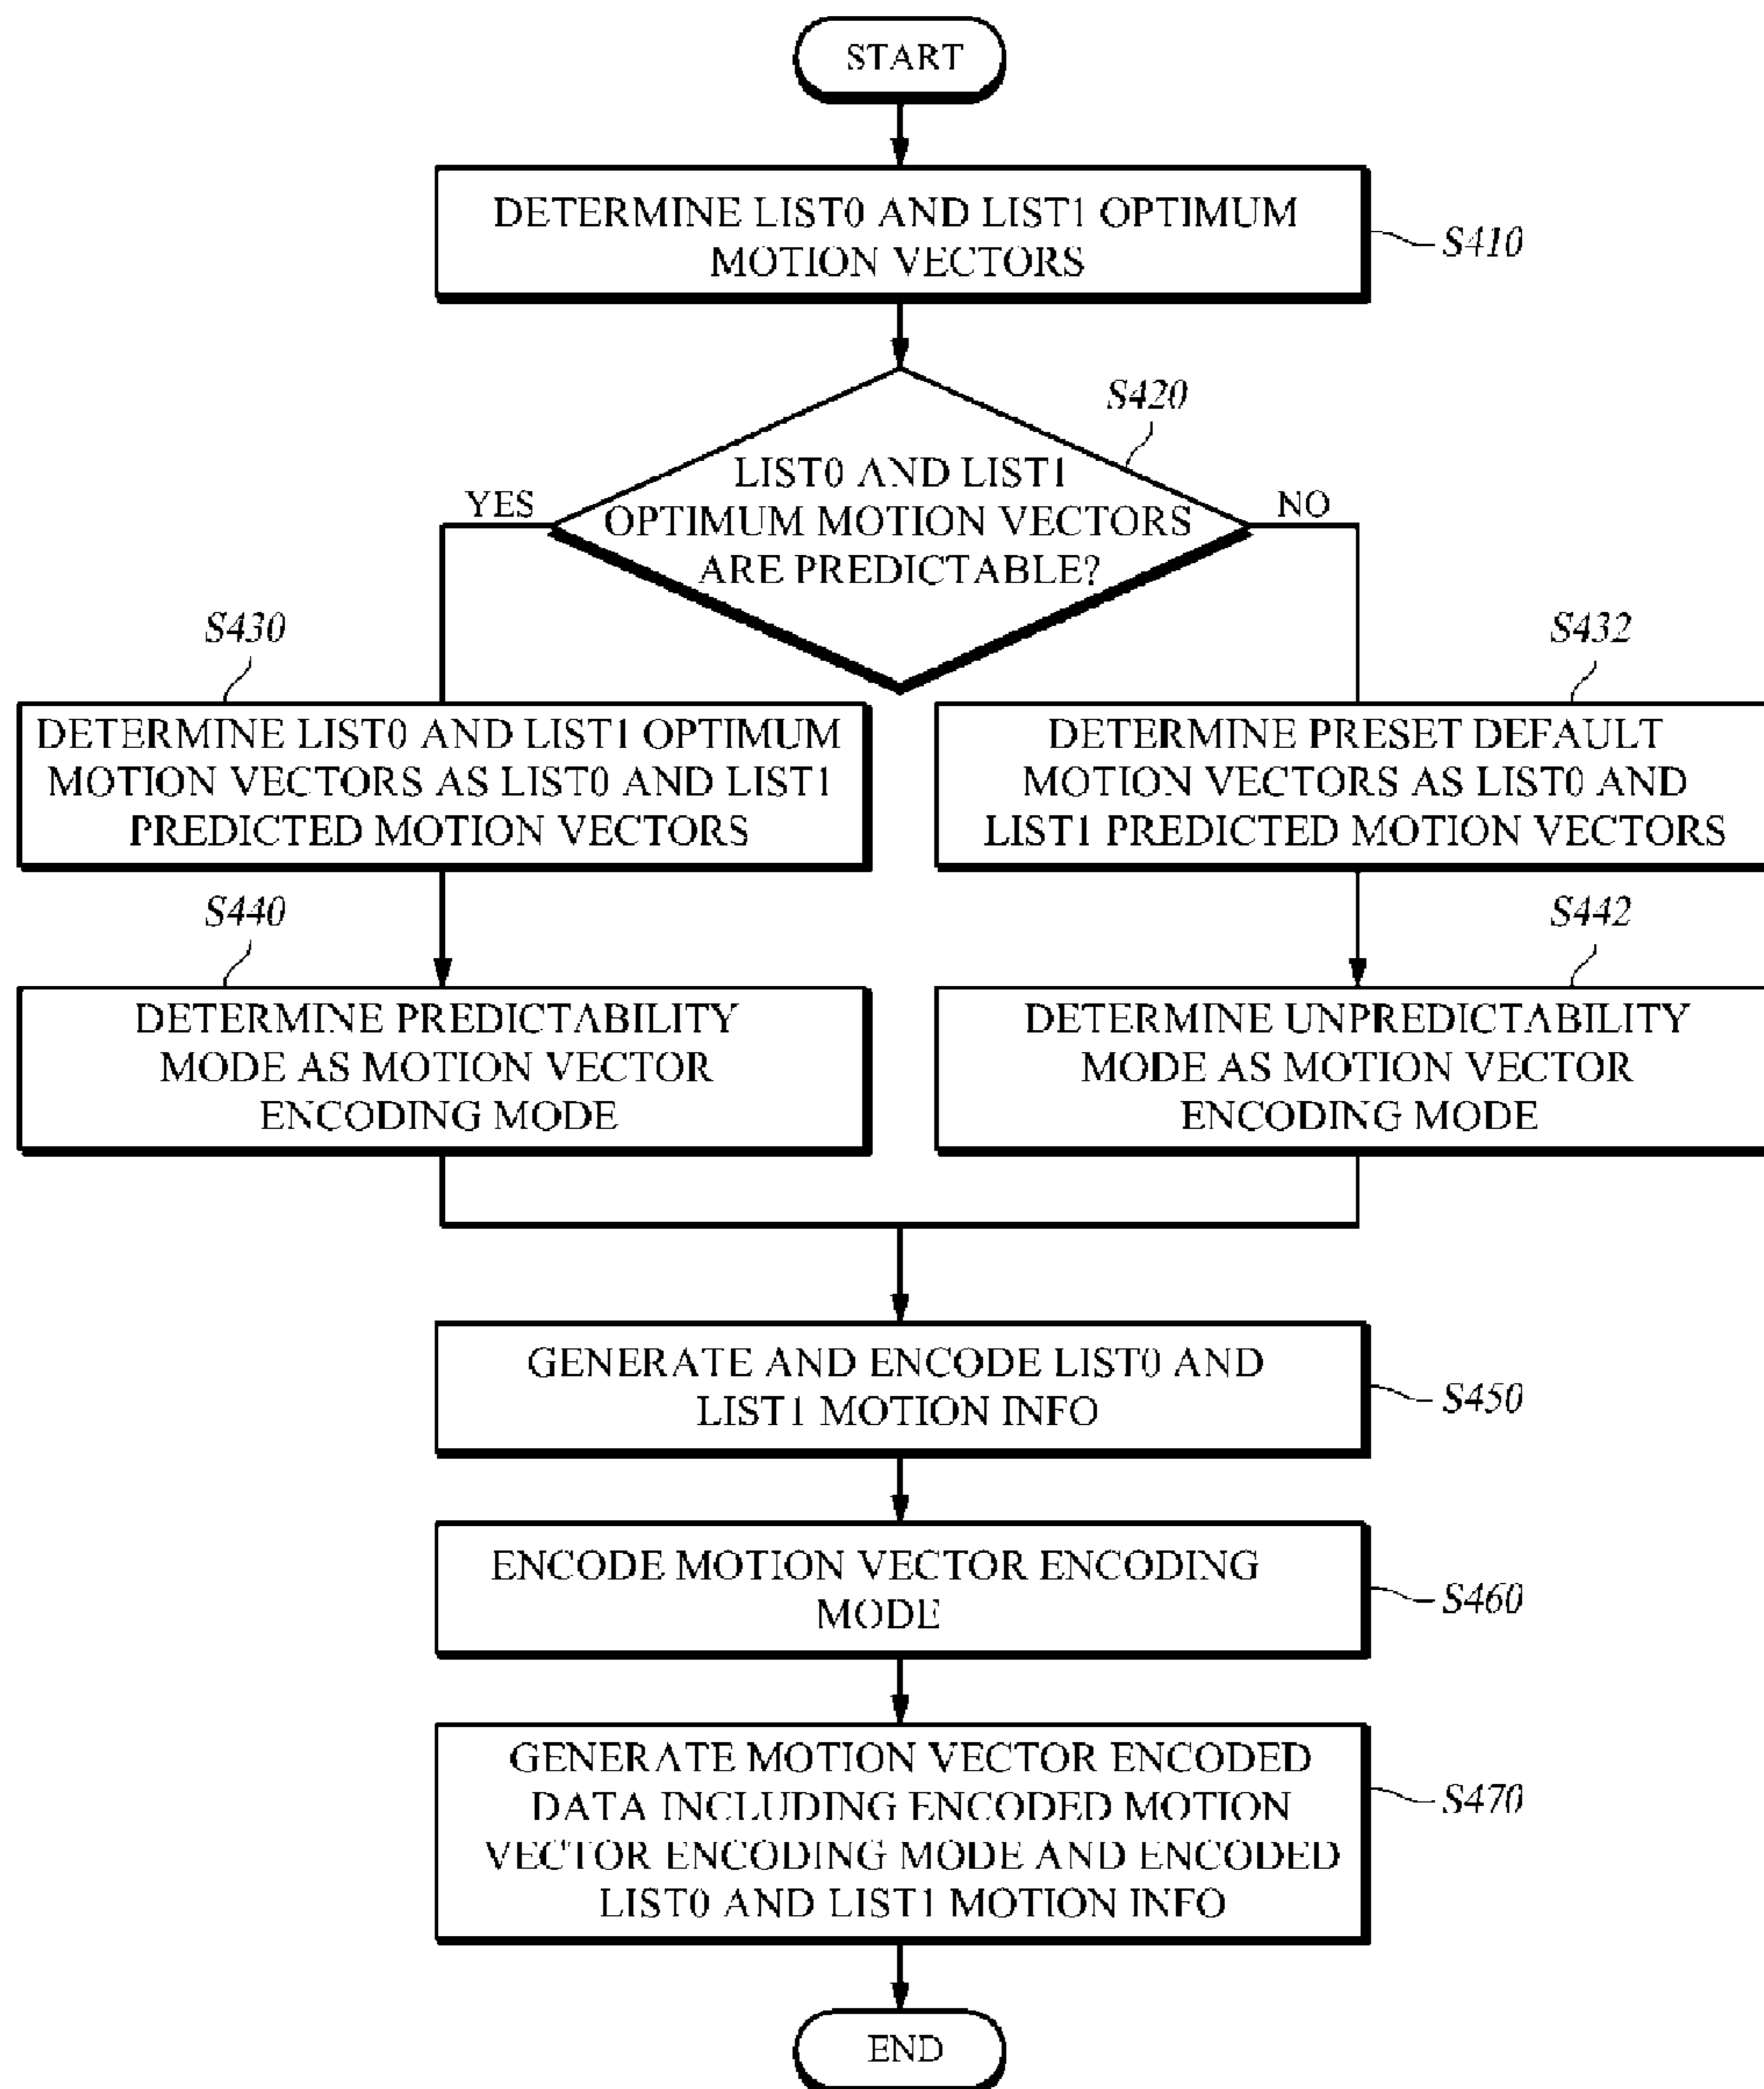 START
DETERMINE LIST0 AND LIST1 OPTIMUM
MOTION VECTORS
S410
S420
LIST0 AND LIST1
OPTIMUM MOTION VECTORS
ARE PREDICTABLE?
YES
NO
S430
DETERMINE LIST0 AND LIST1 OPTIMUM
MOTION VECTORS AS LIST0 AND LIST1
PREDICTED MOTION VECTORS
S432
DETERMINE PRESET DEFAULT
MOTION VECTORS AS LIST0 AND
LIST1 PREDICTED MOTION VECTORS
S440
DETERMINE PREDICTABILITY
MODE AS MOTION VECTOR
ENCODING MODE
S442
DETERMINE UNPREDICTABILITY
MODE AS MOTION VECTOR
ENCODING MODE
GENERATE AND ENCODE LIST0 AND
LIST1 MOTION INFO
S450
ENCODE MOTION VECTOR ENCODING
MODE
S460
GENERATE MOTION VECTOR ENCODED
DATA INCLUDING ENCODED MOTION
VECTOR ENCODING MODE AND ENCODED
LIST0 AND LIST1 MOTION INFO
S470
END